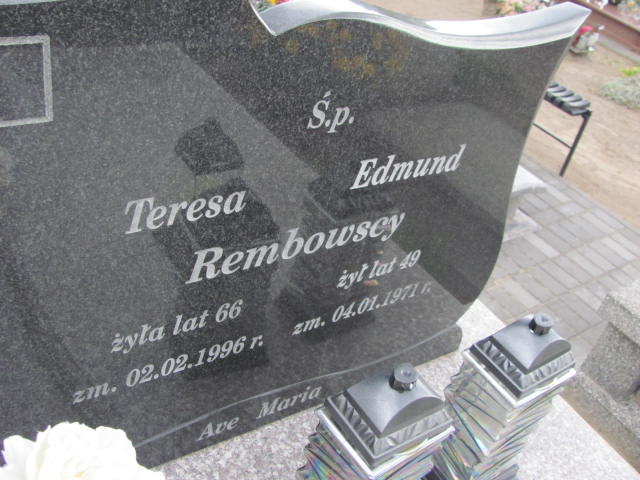 Ś.p.
Teresa Edmund
Rembowscy
żyła lat 66 żył lat 49
zm. 02.02.1996 r. zm. 04.01.1971 r.
Ave Maria